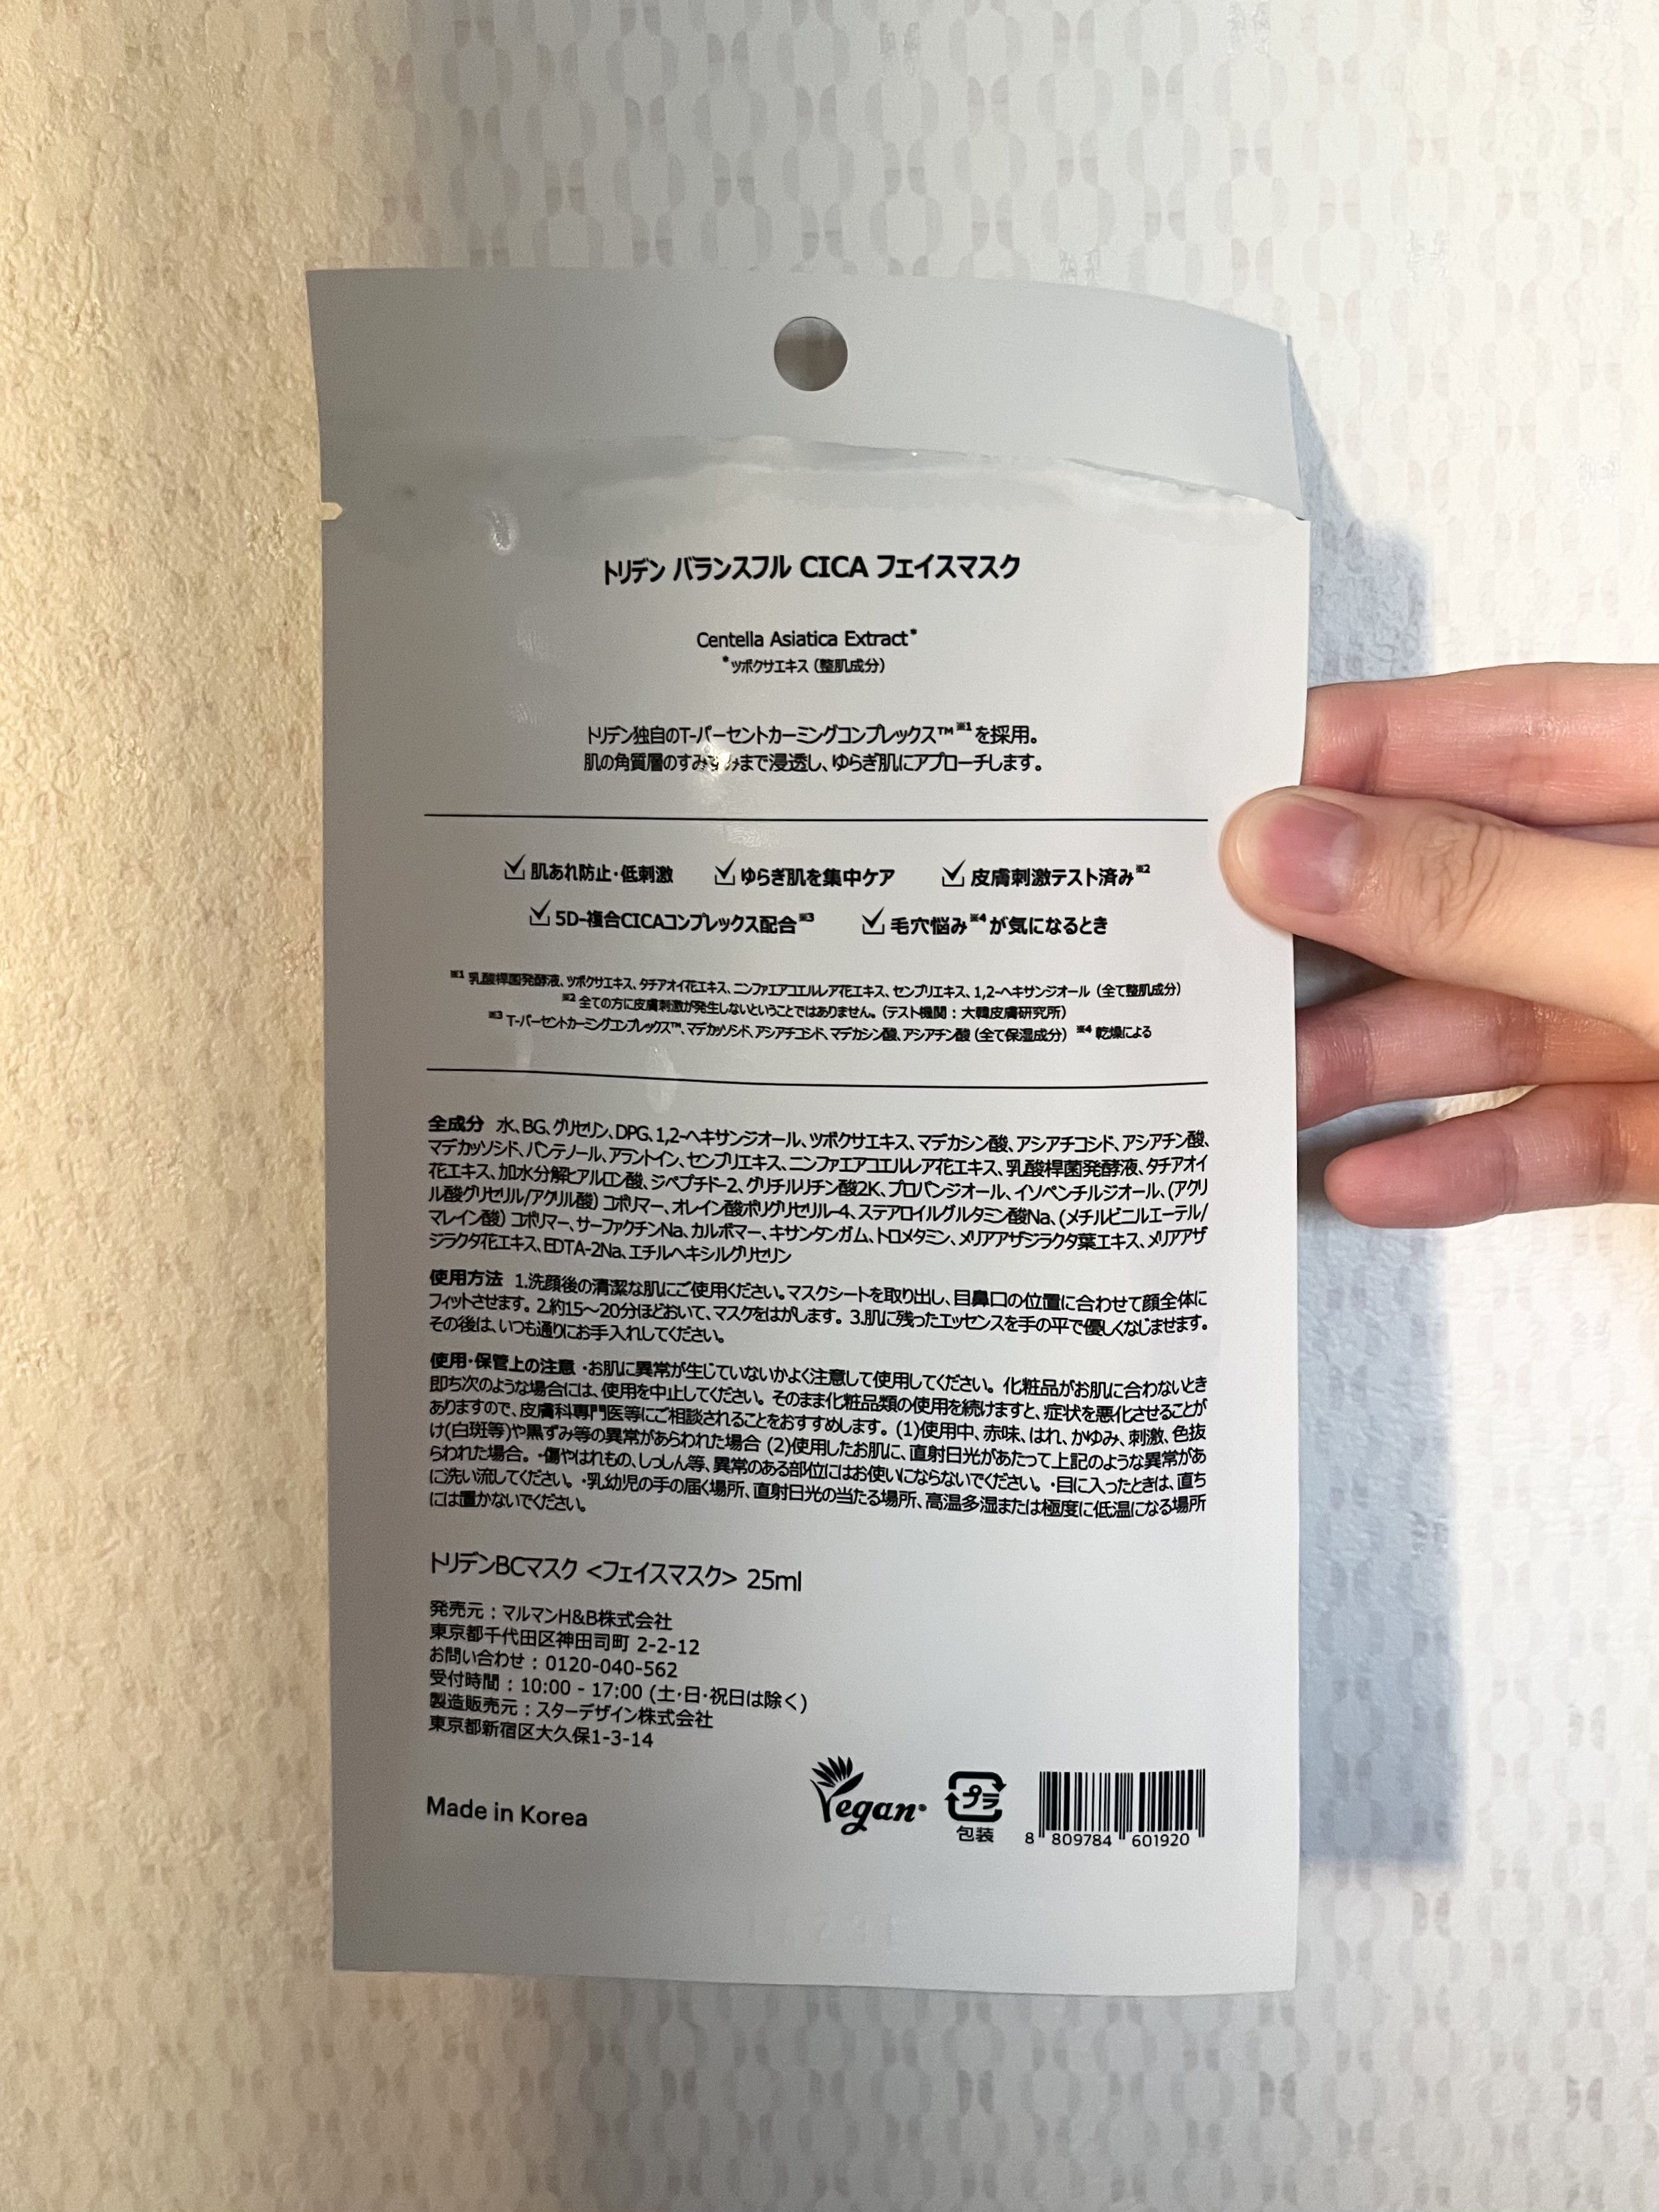 トリデン バランスフル CICA フェイスマスク
Centella Asiatica Extract*
*ツボクサエキス(整肌成分)
トリデン独自のT-パーセントカーミングコンプレックス™※1を採用。
肌の角質層のすみずみまで浸透し、ゆらぎ肌にアプローチします。
肌あれ防止・低刺激 ゆらぎ肌を集中ケア 皮膚刺激テスト済み※2
5D-複合CICAコンプレックス配合※3 毛穴悩み※4が気になるとき
※1 乳酸桿菌発酵液、ツボクサエキス、タチアオイ花エキス、ニンファエアコエルレア花エキス、センブリエキス、1,2-ヘキサンジオール(全て整肌成分)
※2 全ての方に皮膚刺激が発生しないということではありません。(テスト機関:大韓皮膚研究所)
※3 T-パーセントカーミングコンプレックス™、マデカッソシド、アシアチコシド、マデカシン酸、アシアチン酸(全て保湿成分) ※4 乾燥による
全成分 水、BG、グリセリン、DPG、1,2-ヘキサンジオール、ツボクサエキス、マデカシン酸、アシアチコシド、アシアチン酸、
マデカッソシド、パンテノール、アラントイン、センブリエキス、ニンファエアコエルレア花エキス、乳酸桿菌発酵液、タチアオイ
花エキス、加水分解ヒアルロン酸、ジペプチド-2、グリチルリチン酸2K、プロパンジオール、イソペンチルジオール、(アクリ
ル酸グリセリル/アクリル酸)コポリマー、オレイン酸ポリグリセリル-4、ステアロイルグルタミン酸Na、(メチルビニルエーテル/
マレイン酸)コポリマー、サーファクチンNa、カルボマー、キサンタンガム、トロメタミン、メリアアザジラクタ葉エキス、メリアアザ
ジラクタ花エキス、EDTA-2Na、エチルヘキシルグリセリン
使用方法 1.洗顔後の清潔な肌にご使用ください。マスクシートを取り出し、目鼻口の位置に合わせて顔全体に
フィットさせます。2.約15〜20分ほどおいて、マスクをはがします。3.肌に残ったエッセンスを手の平で優しくなじませます。
その後は、いつも通りにお手入れしてください。
使用・保管上の注意 ・お肌に異常が生じていないかよく注意して使用してください。化粧品がお肌に合わないとき
即ち次のような場合には、使用を中止してください。そのまま化粧品類の使用を続けますと、症状を悪化させることが
ありますので、皮膚科専門医等にご相談されることをおすすめします。(1)使用中、赤味、はれ、かゆみ、刺激、色抜
け(白斑等)や黒ずみ等の異常があらわれた場合 (2)使用したお肌に、直射日光があたって上記のような異常があ
らわれた場合。・傷やはれもの、しっしん等、異常のある部位にはお使いにならないでください。・目に入ったときは、直ち
に洗い流してください。・乳幼児の手の届く場所、直射日光の当たる場所、高温多湿または極度に低温になる場所
には置かないでください。
トリデンBCマスク <フェイスマスク> 25ml
発売元:マルマンH&B株式会社
東京都千代田区神田司町 2-2-12
お問い合わせ:0120-040-562
受付時間:10:00 - 17:00 (土・日・祝日は除く)
製造販売元:スターデザイン株式会社
東京都新宿区大久保1-3-14
Made in Korea
Vegan
プラ
包装
8 809784 601920